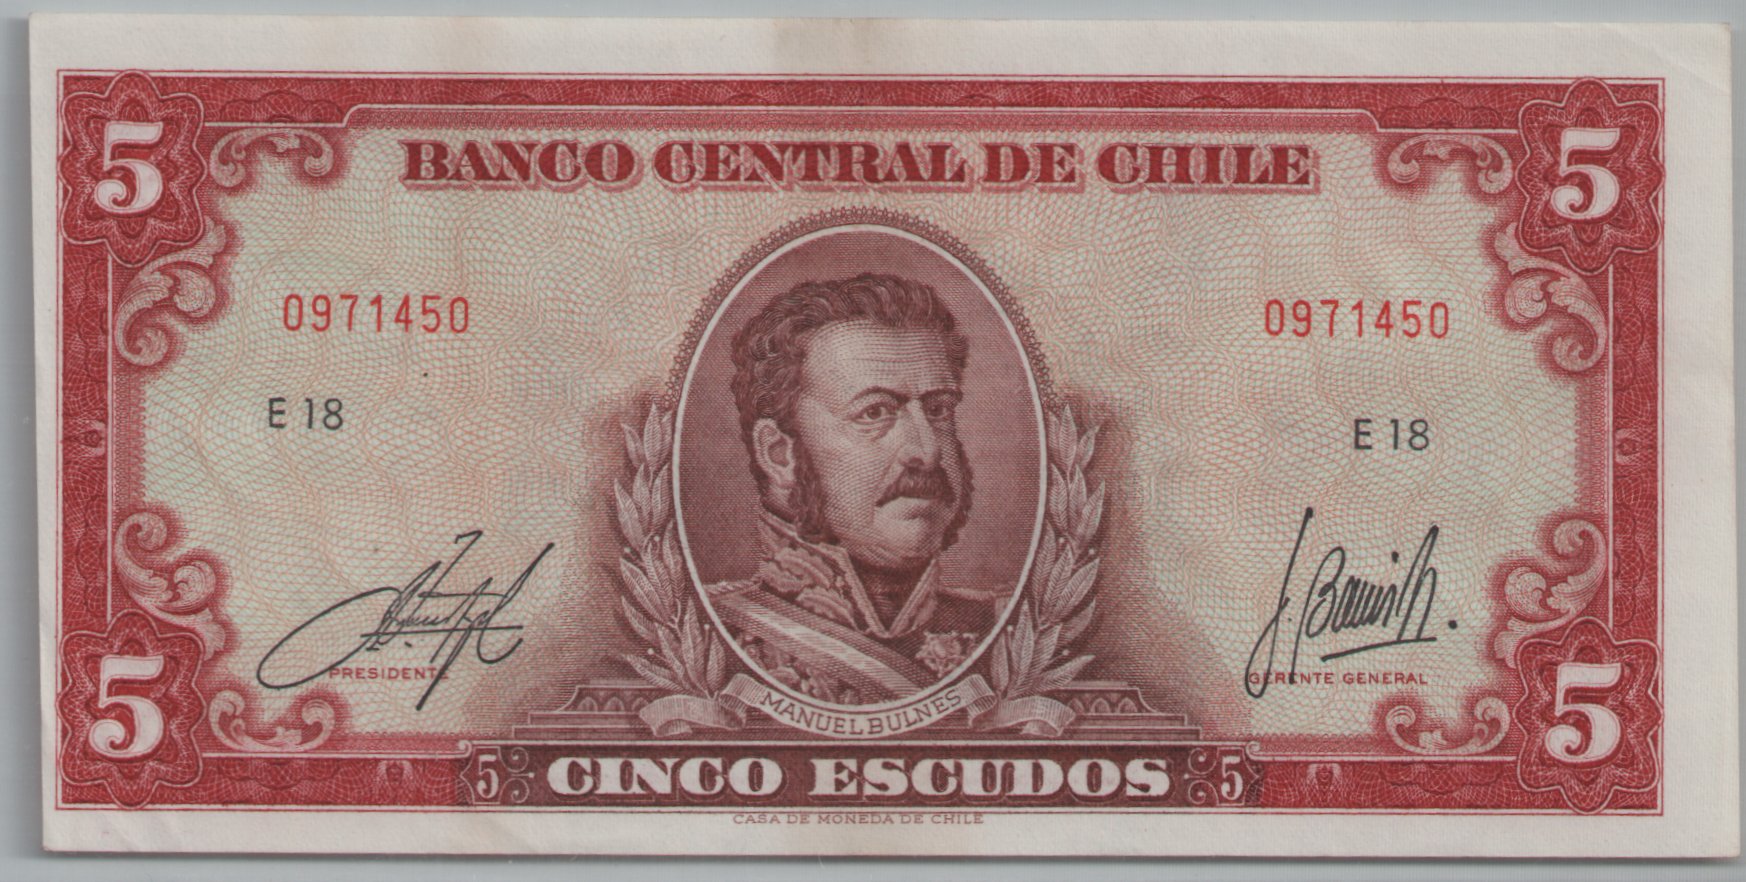 5 BANCO CENTRAL DE CHILE 5
0971450 0971450
E 18 E 18
PRESIDENTE GERENTE GENERAL
MANUEL BULNES
5 5 CINCO ESCUDOS 5 5
CASA DE MONEDA DE CHILE